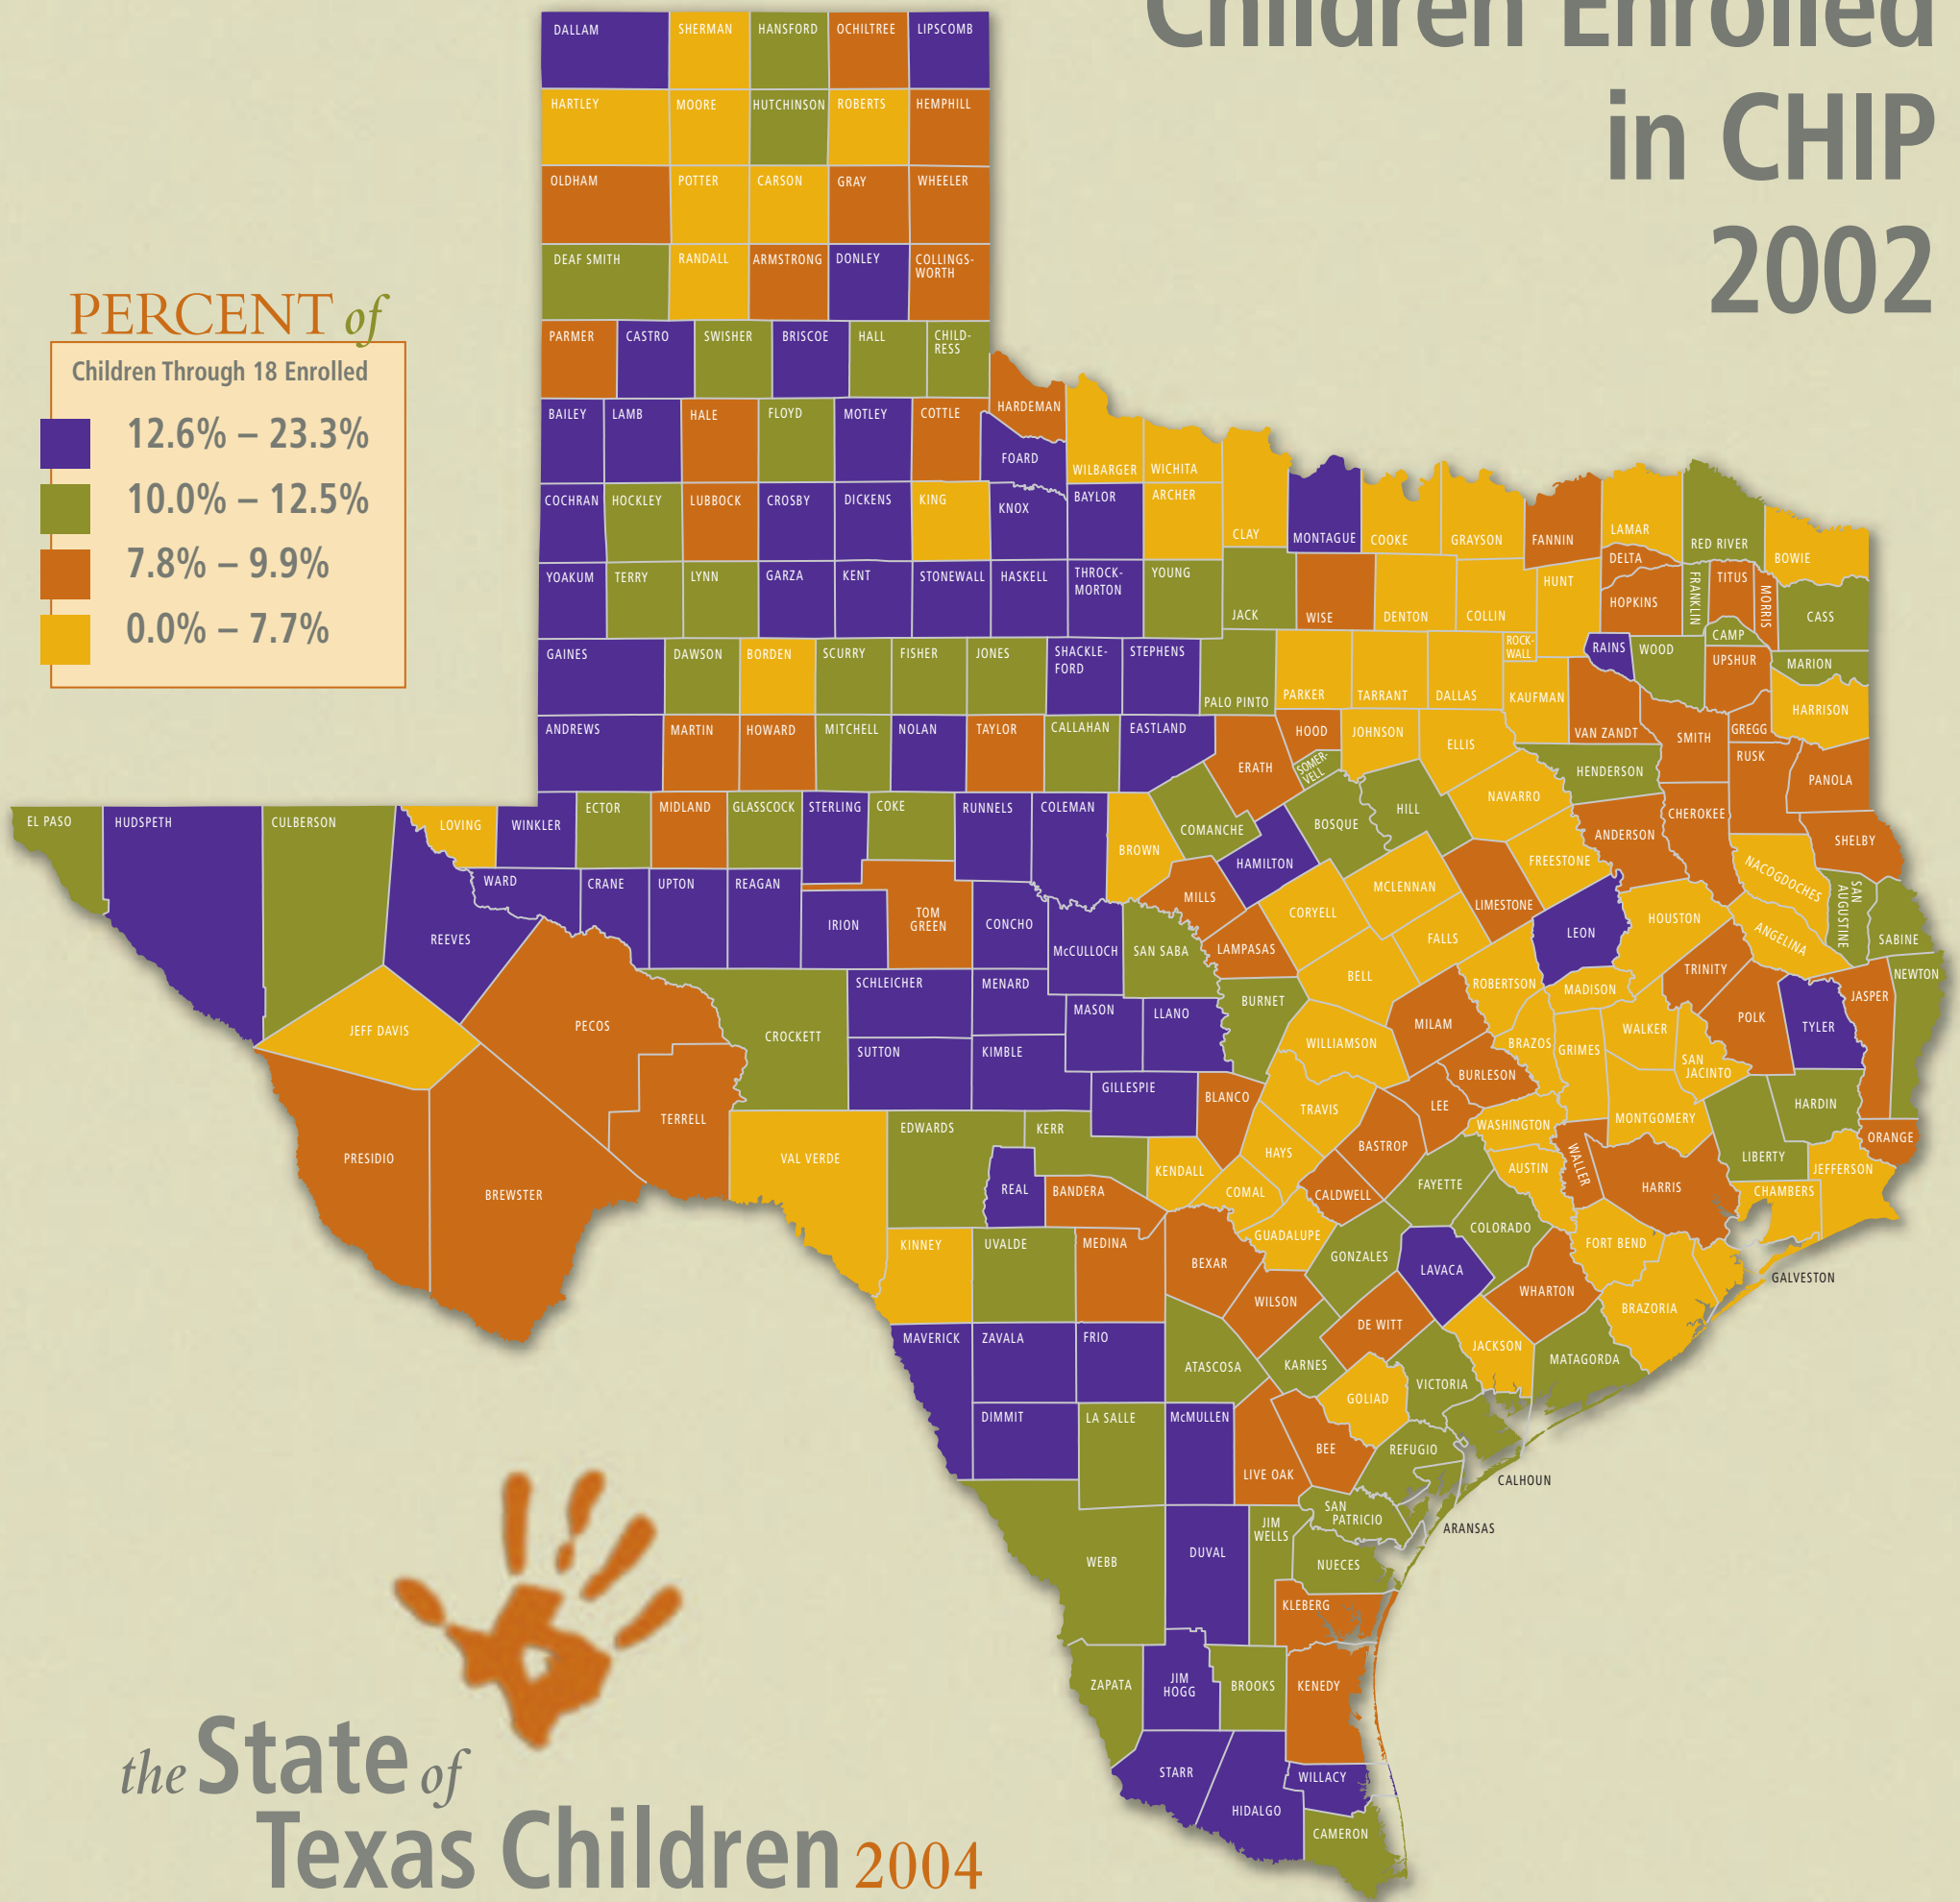 Children Enrolled
in CHIP
2002
PERCENT of
Children Through 18 Enrolled
12.6% – 23.3%
10.0% – 12.5%
7.8% – 9.9%
0.0% – 7.7%
DALLAM SHERMAN HANSFORD OCHILTREE LIPSCOMB
HARTLEY MOORE HUTCHINSON ROBERTS HEMPHILL
OLDHAM POTTER CARSON GRAY WHEELER
DEAF SMITH RANDALL ARMSTRONG DONLEY COLLINGS-
WORTH
PARMER CASTRO SWISHER BRISCOE HALL CHILD-
RESS
BAILEY LAMB HALE FLOYD MOTLEY COTTLE HARDEMAN
FOARD WILBARGER WICHITA
COCHRAN HOCKLEY LUBBOCK CROSBY DICKENS KING KNOX BAYLOR ARCHER
CLAY MONTAGUE COOKE GRAYSON FANNIN LAMAR RED RIVER BOWIE
DELTA
YOAKUM TERRY LYNN GARZA KENT STONEWALL HASKELL THROCK-
MORTON YOUNG
JACK WISE DENTON COLLIN HUNT HOPKINS FRANKLIN TITUS MORRIS CASS
CAMP
GAINES DAWSON BORDEN SCURRY FISHER JONES SHACKLE-
FORD STEPHENS
PALO PINTO PARKER TARRANT DALLAS ROCK-
WALL KAUFMAN RAINS WOOD UPSHUR MARION
HARRISON
ANDREWS MARTIN HOWARD MITCHELL NOLAN TAYLOR CALLAHAN EASTLAND
ERATH HOOD SOMER-
VELL JOHNSON ELLIS VAN ZANDT SMITH GREGG
RUSK PANOLA
HENDERSON
EL PASO HUDSPETH CULBERSON LOVING WINKLER ECTOR MIDLAND GLASSCOCK STERLING COKE RUNNELS COLEMAN
BROWN COMANCHE BOSQUE HILL NAVARRO ANDERSON CHEROKEE SHELBY
HAMILTON FREESTONE NACOGDOCHES SAN
AUGUSTINE SABINE
REEVES WARD CRANE UPTON REAGAN IRION TOM
GREEN CONCHO McCULLOCH SAN SABA
MILLS LAMPASAS CORYELL MCLENNAN LIMESTONE LEON HOUSTON ANGELINA
FALLS TRINITY NEWTON
JEFF DAVIS PECOS CROCKETT SCHLEICHER MENARD MASON LLANO BURNET
BELL ROBERTSON MADISON POLK TYLER JASPER
SUTTON KIMBLE GILLESPIE BLANCO
WILLIAMSON MILAM BRAZOS GRIMES WALKER SAN
JACINTO
PRESIDIO BREWSTER TERRELL VAL VERDE EDWARDS KERR
TRAVIS BURLESON LEE WASHINGTON MONTGOMERY HARDIN
KENDALL HAYS BASTROP WALLER LIBERTY ORANGE
REAL BANDERA COMAL CALDWELL FAYETTE AUSTIN HARRIS CHAMBERS JEFFERSON
KINNEY UVALDE MEDINA BEXAR GUADALUPE GONZALES COLORADO FORT BEND
LAVACA GALVESTON
WILSON DE WITT WHARTON BRAZORIA
MAVERICK ZAVALA FRIO ATASCOSA KARNES JACKSON MATAGORDA
GOLIAD VICTORIA
DIMMIT LA SALLE McMULLEN LIVE OAK BEE REFUGIO
CALHOUN
SAN
PATRICIO ARANSAS
WEBB DUVAL JIM
WELLS NUECES
KLEBERG
ZAPATA JIM
HOGG BROOKS KENEDY
STARR HIDALGO WILLACY
CAMERON
the State of
Texas Children 2004